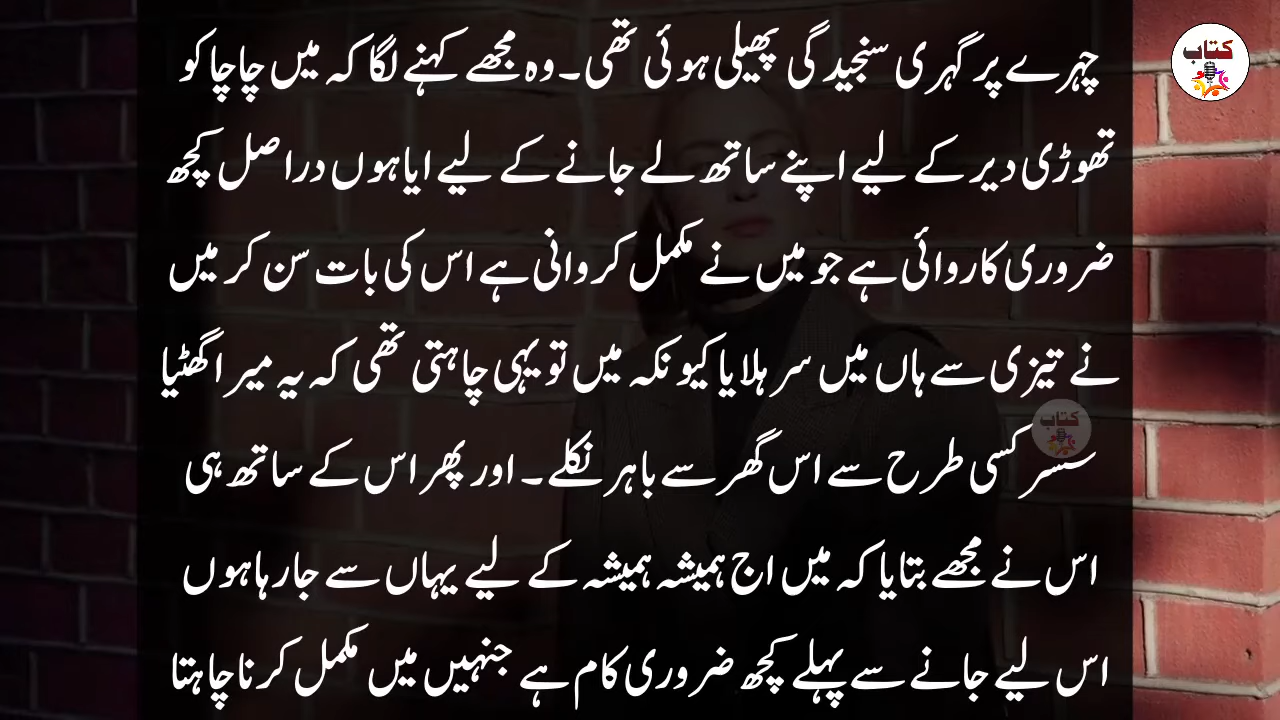 کتاب
چہرے پر گہری سنجیدگی پھیلی ہوئی تھی۔ وہ مجھے کہنے لگا کہ میں چاچا کو
تھوڑی دیر کے لیے اپنے ساتھ لے جانے کے لیے ایا ہوں دراصل کچھ
ضروری کاروائی ہے جو میں نے مکمل کروانی ہے اس کی بات سن کر میں
نے تیزی سے ہاں میں سر ہلایا کیونکہ میں تو یہی چاہتی تھی کہ یہ میرا گھٹیا
کتاب
سسر کسی طرح سے اس گھر سے باہر نکلے۔ اور پھر اس کے ساتھ ہی
اس نے مجھے بتایا کہ میں اج ہمیشہ ہمیشہ کے لیے یہاں سے جا رہا ہوں
اس لیے جانے سے پہلے کچھ ضروری کام ہے جنہیں میں مکمل کرنا چاہتا